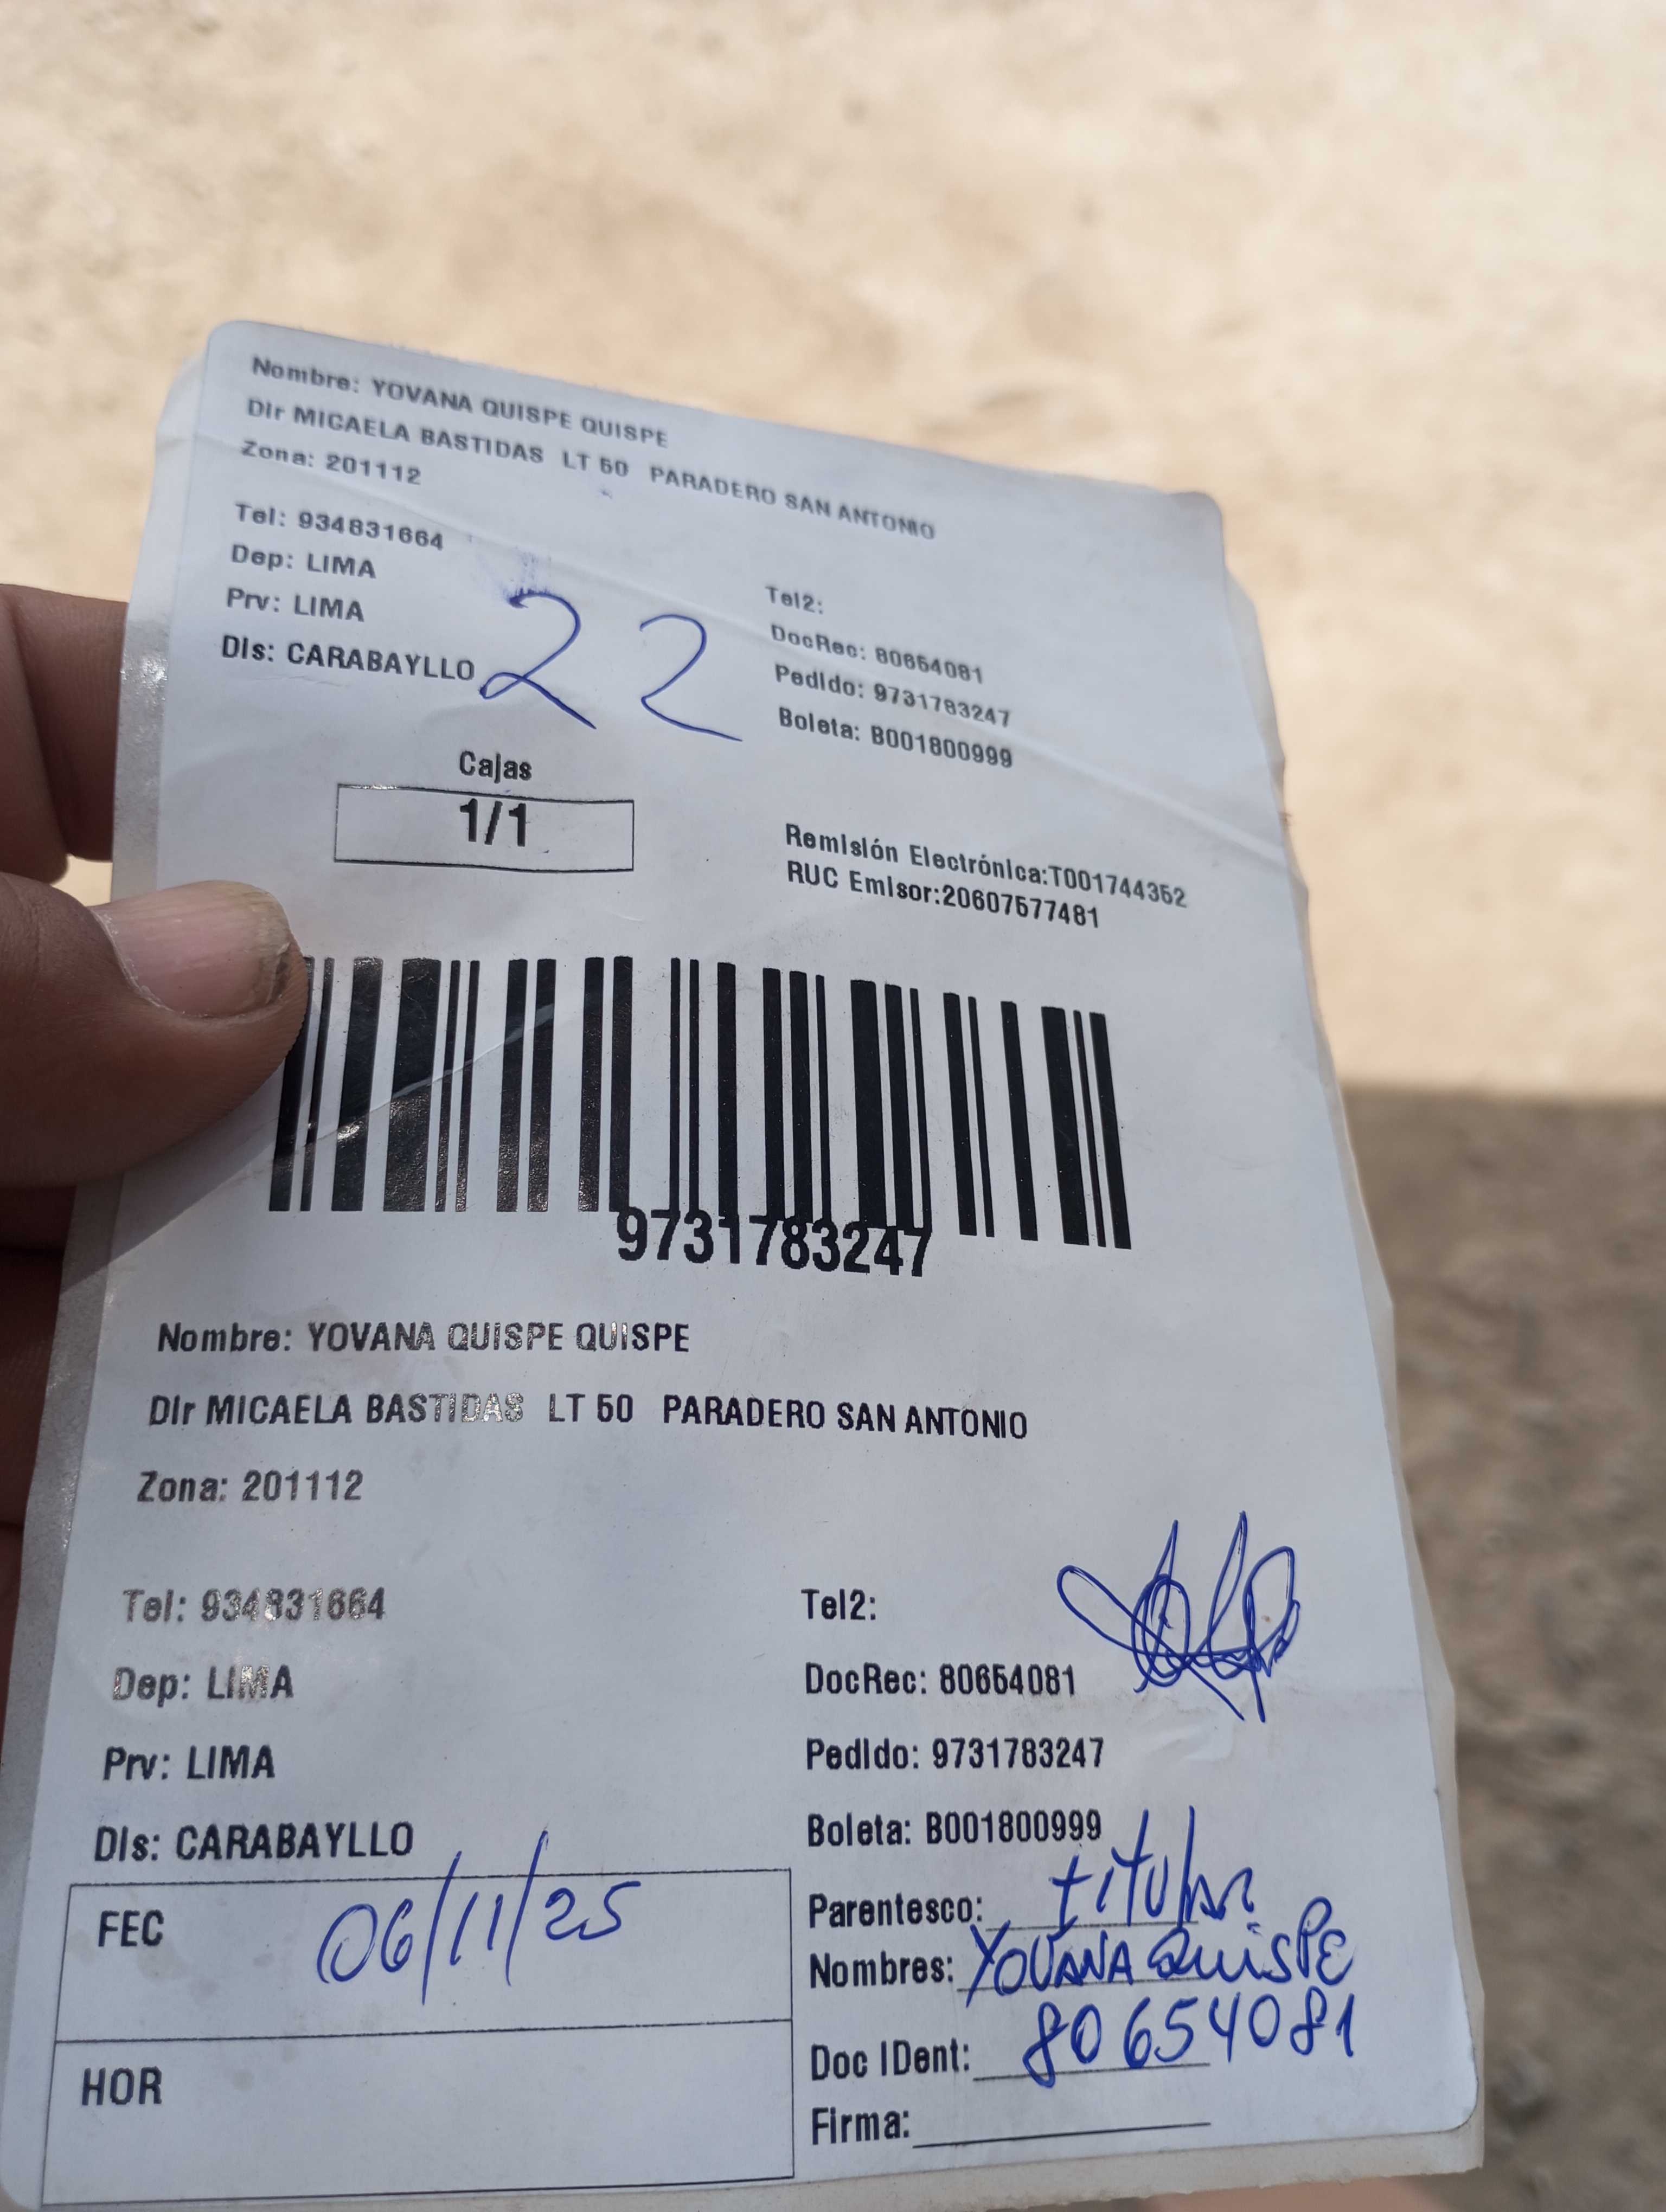 Nombre: YOVANA QUISPE QUISPE
Dir MICAELA BASTIDAS LT 50 PARADERO SAN ANTONIO
Zona: 201112
Tel: 934831664
Dep: LIMA
Prv: LIMA
Dis: CARABAYLLO
22
Tel2:
DocRec: 80654081
Pedido: 9731783247
Boleta: B001800999
Cajas
1/1
Remisión Electrónica:T001744352
RUC Emisor:20607577481
9731783247
Nombre: YOVANA QUISPE QUISPE
Dir MICAELA BASTIDAS LT 50 PARADERO SAN ANTONIO
Zona: 201112
Tel: 934831664
Dep: LIMA
Prv: LIMA
Dis: CARABAYLLO
Tel2:
DocRec: 80654081
Pedido: 9731783247
Boleta: B001800999
FEC 06/11/25
HOR
Parentesco: titular
Nombres: YOVANA QUISPE
Doc IDent: 80654081
Firma: